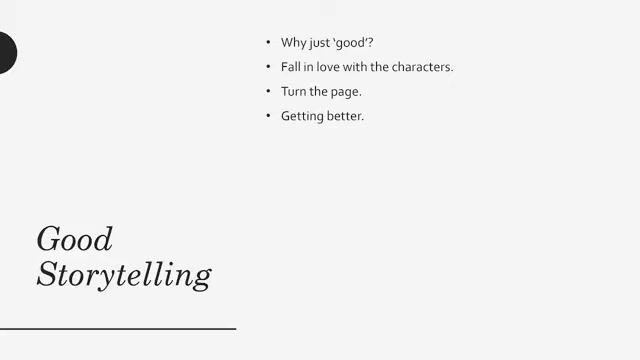 • Why just ‘good’?
• Fall in love with the characters.
• Turn the page.
• Getting better.
Good
Storytelling